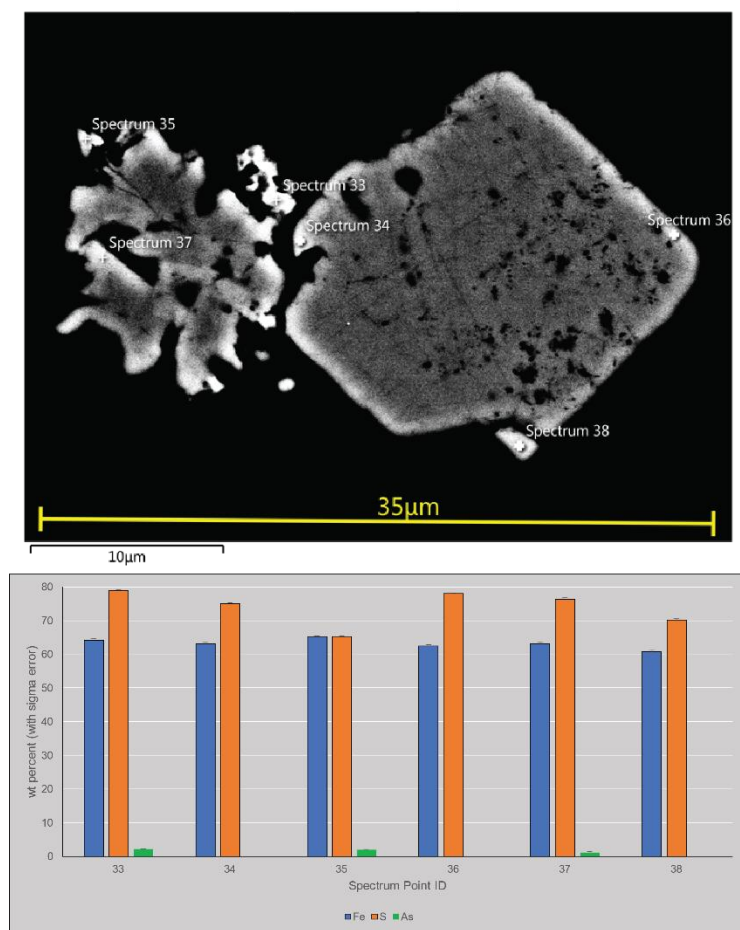 Spectrum 35
Spectrum 33
Spectrum 34
Spectrum 36
Spectrum 37
Spectrum 38
35µm
10µm
wt percent (with sigma error)
80
70
60
50
40
30
20
10
0
33 34 35 36 37 38
Spectrum Point ID
Fe S As